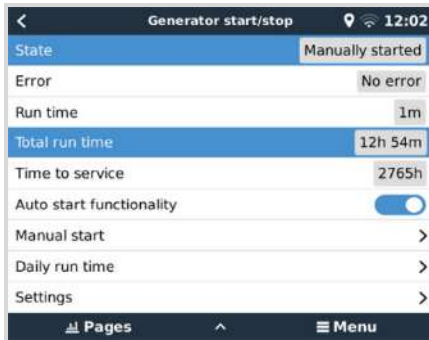 Generator start/stop 12:02
State Manually started
Error No error
Run time 1m
Total run time 12h 54m
Time to service 2765h
Auto start functionality
Manual start
Daily run time
Settings
Pages Menu